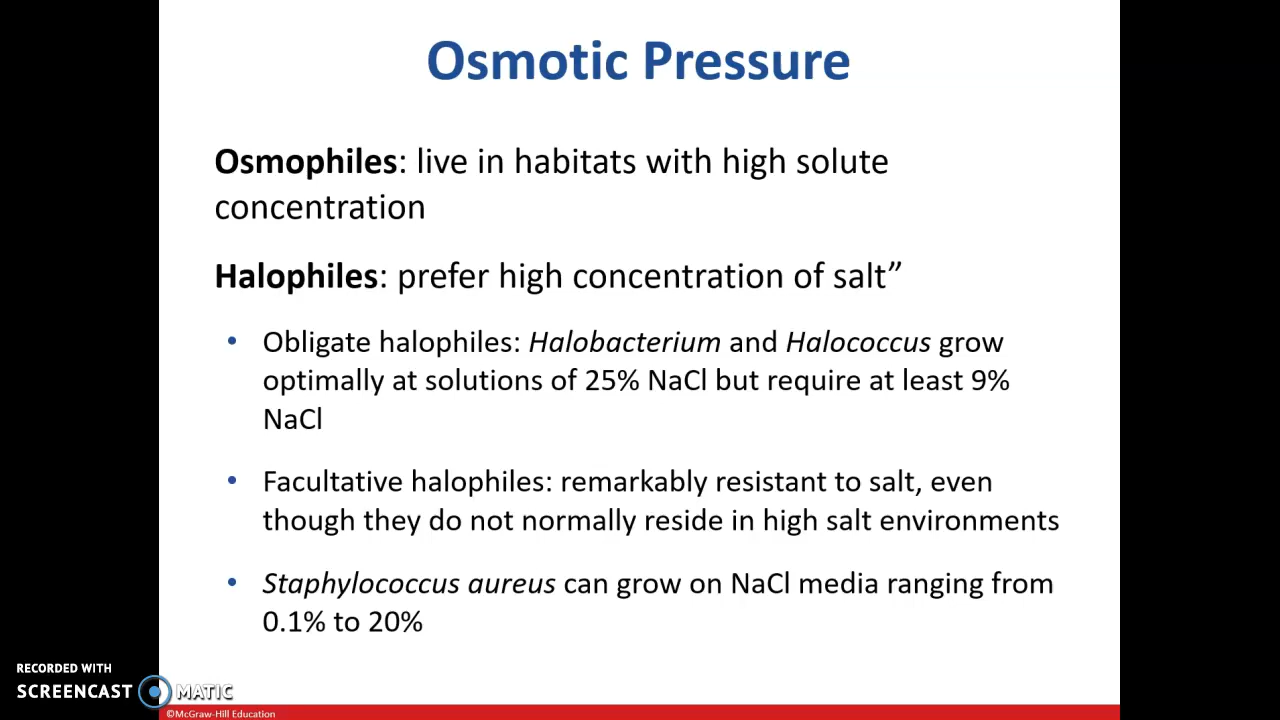 Osmotic Pressure
Osmophiles: live in habitats with high solute
concentration
Halophiles: prefer high concentration of salt”
• Obligate halophiles: Halobacterium and Halococcus grow
optimally at solutions of 25% NaCl but require at least 9%
NaCl
• Facultative halophiles: remarkably resistant to salt, even
though they do not normally reside in high salt environments
• Staphylococcus aureus can grow on NaCl media ranging from
0.1% to 20%
RECORDED WITH
SCREENCAST MATIC
©McGraw-Hill Education